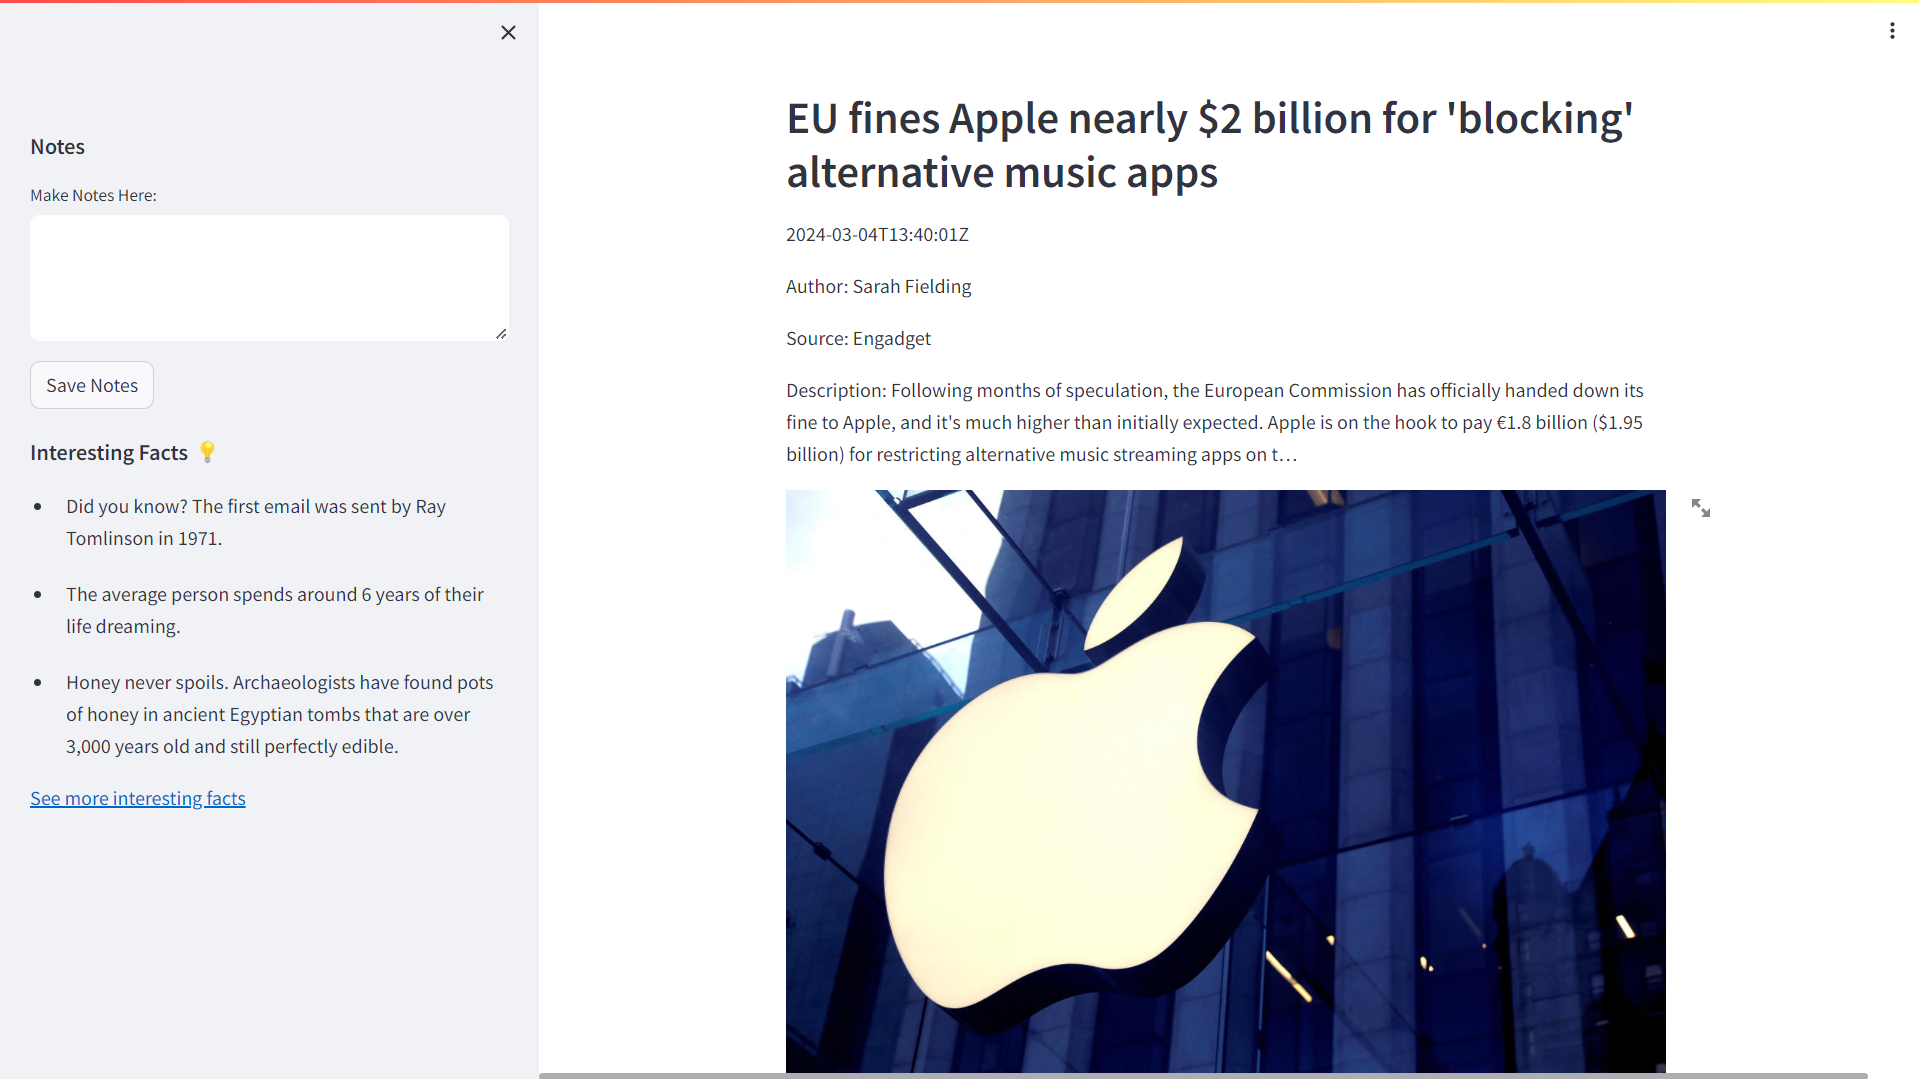 Notes
Make Notes Here:
Save Notes
Interesting Facts 💡
Did you know? The first email was sent by Ray
Tomlinson in 1971.
The average person spends around 6 years of their
life dreaming.
Honey never spoils. Archaeologists have found pots
of honey in ancient Egyptian tombs that are over
3,000 years old and still perfectly edible.
See more interesting facts
EU fines Apple nearly $2 billion for 'blocking'
alternative music apps
2024-03-04T13:40:01Z
Author: Sarah Fielding
Source: Engadget
Description: Following months of speculation, the European Commission has officially handed down its
fine to Apple, and it's much higher than initially expected. Apple is on the hook to pay €1.8 billion ($1.95
billion) for restricting alternative music streaming apps on t…